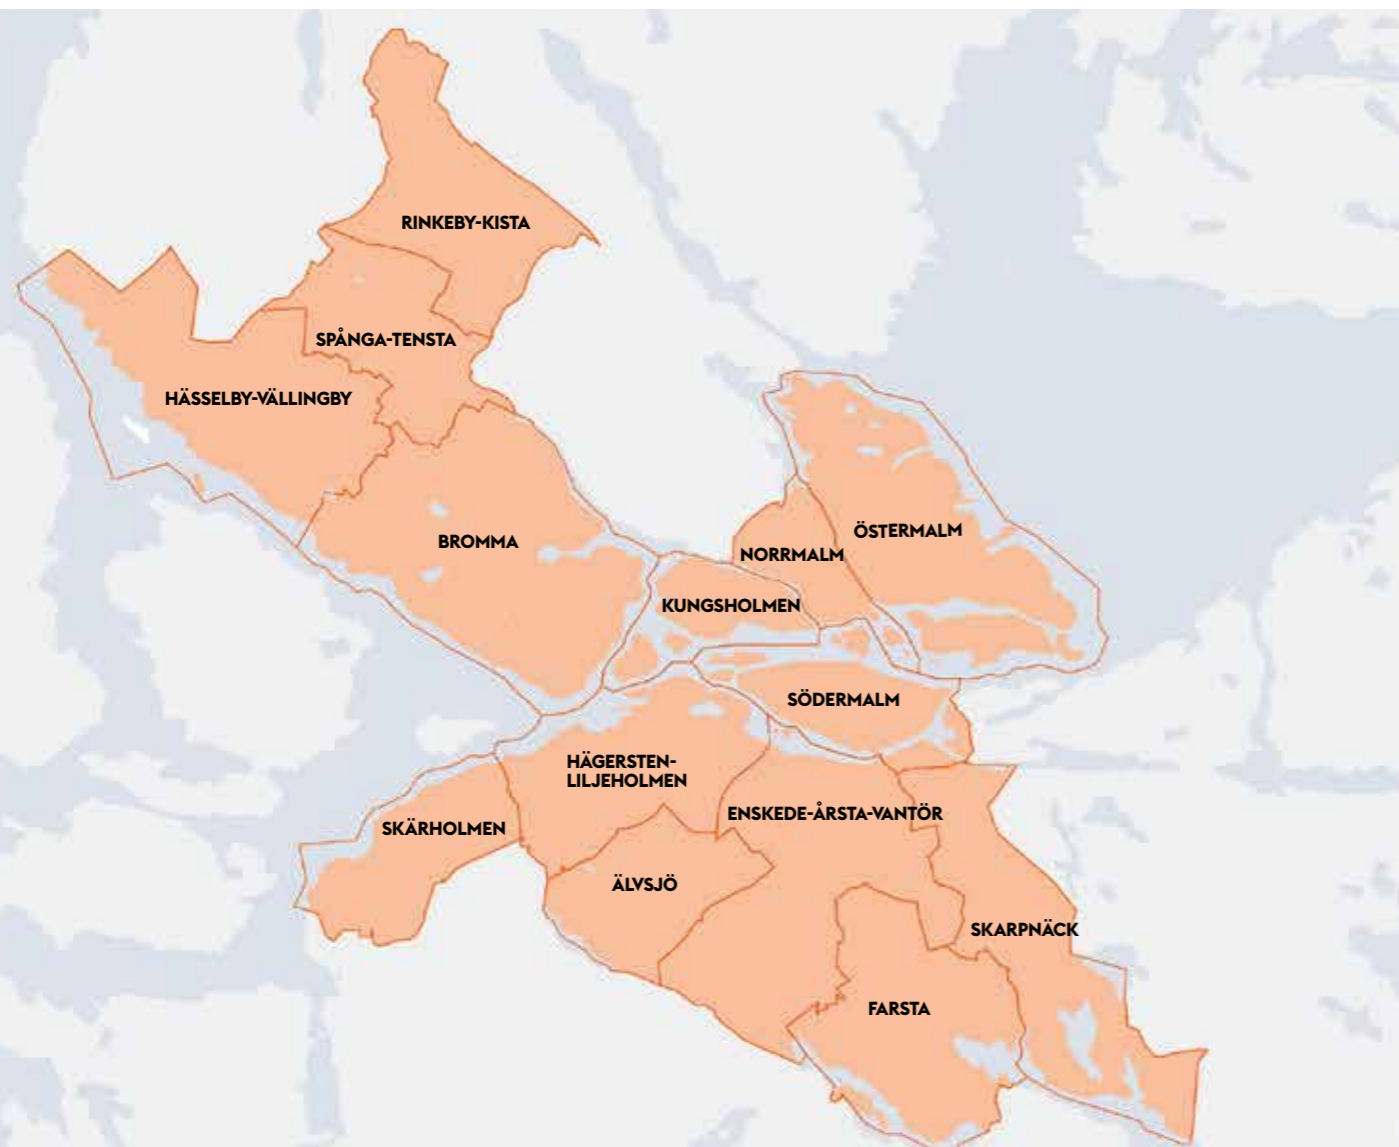 RINKEBY-KISTA
SPÅNGA-TENSTA
HÄSSELBY-VÄLLINGBY
BROMMA
ÖSTERMALM
NORRMALM
KUNGSHOLMEN
SÖDERMALM
HÄGERSTEN-
LILJEHOLMEN
ENSKEDE-ÅRSTA-VANTÖR
SKÄRHOLMEN
ÄLVSJÖ
SKARPNÄCK
FARSTA